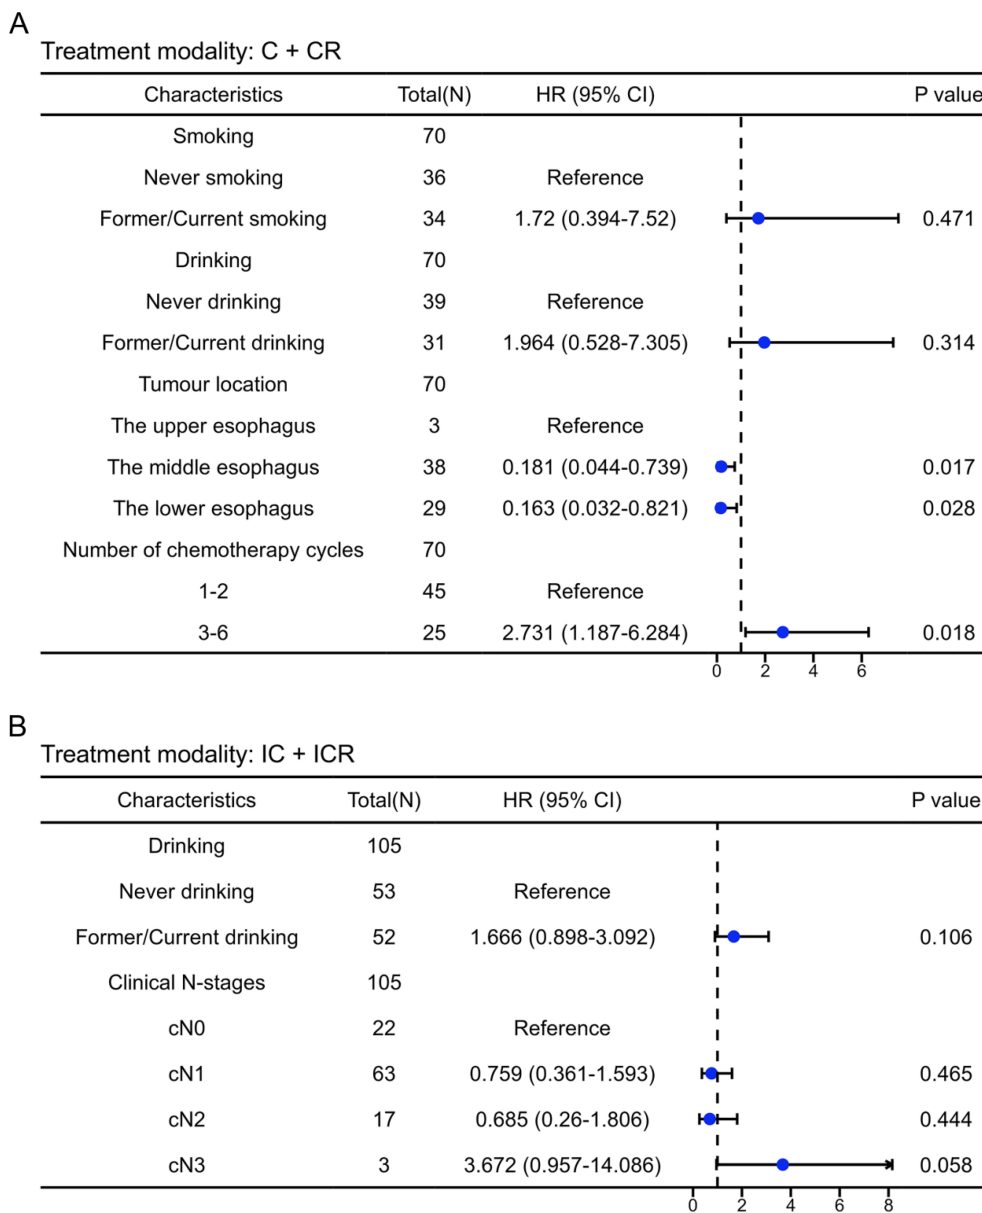 A
Treatment modality: C + CR
Characteristics Total(N) HR (95% CI) P value
Smoking 70
Never smoking 36 Reference
Former/Current smoking 34 1.72 (0.394-7.52) 0.471
Drinking 70
Never drinking 39 Reference
Former/Current drinking 31 1.964 (0.528-7.305) 0.314
Tumour location 70
The upper esophagus 3 Reference
The middle esophagus 38 0.181 (0.044-0.739) 0.017
The lower esophagus 29 0.163 (0.032-0.821) 0.028
Number of chemotherapy cycles 70
1-2 45 Reference
3-6 25 2.731 (1.187-6.284) 0.018
0 2 4 6
B
Treatment modality: IC + ICR
Characteristics Total(N) HR (95% CI) P value
Drinking 105
Never drinking 53 Reference
Former/Current drinking 52 1.666 (0.898-3.092) 0.106
Clinical N-stages 105
cN0 22 Reference
cN1 63 0.759 (0.361-1.593) 0.465
cN2 17 0.685 (0.26-1.806) 0.444
cN3 3 3.672 (0.957-14.086) 0.058
0 2 4 6 8